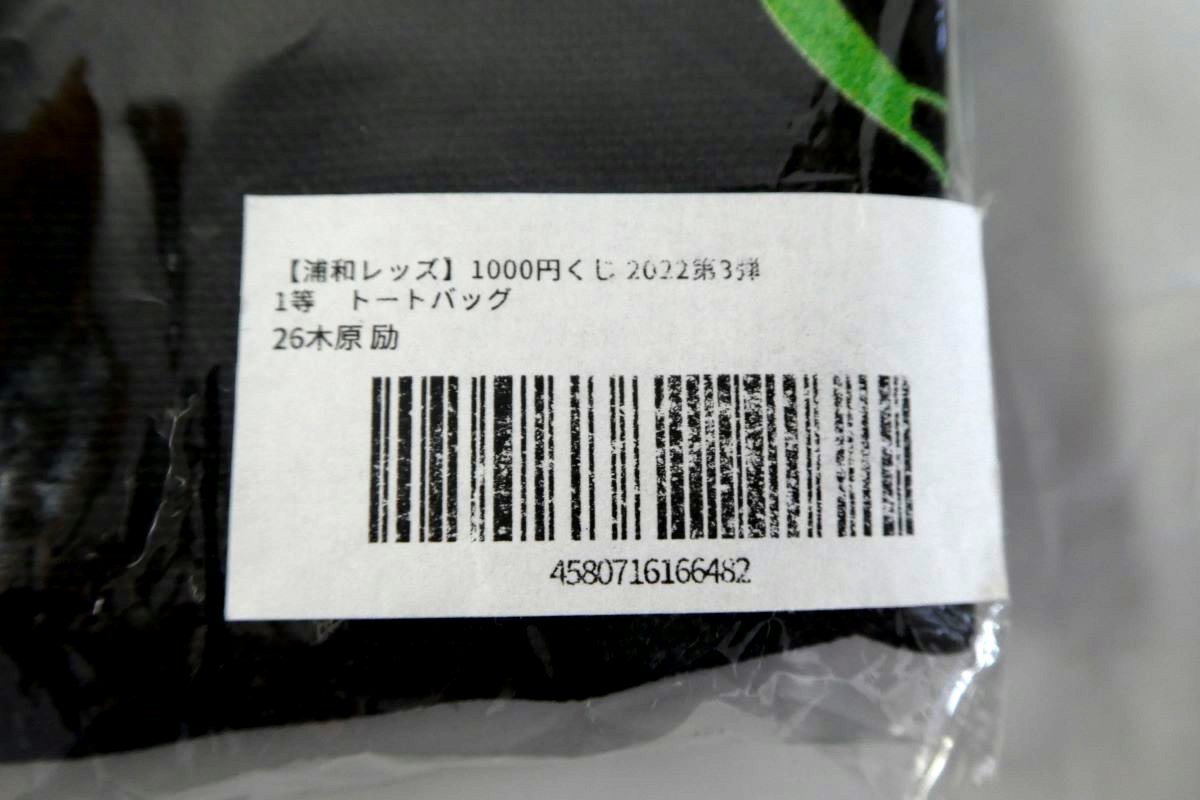 【浦和レッズ】1000円くじ 2022第3弾
1等　トートバッグ
26木原 励
4580716166482